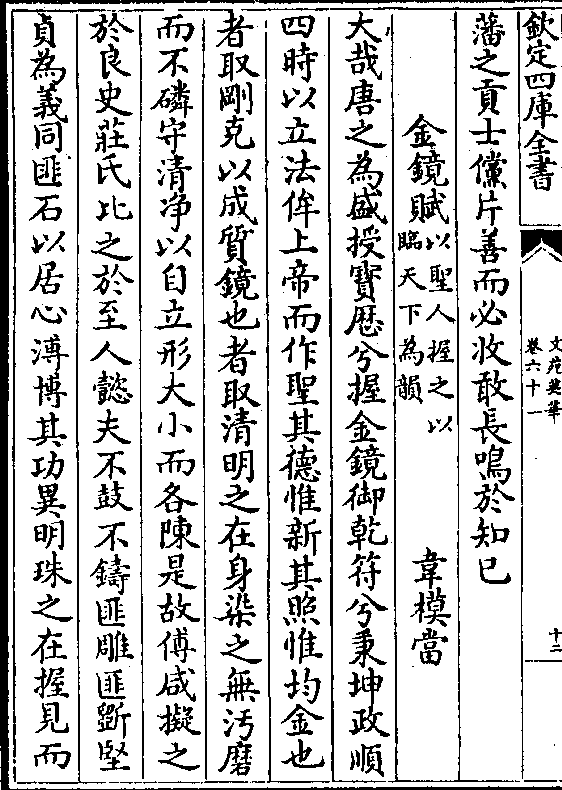 欽定四庫全書
文苑英華
卷六十一
十二
藩之貢士儻片善而必收敢長鳴於知已
金鏡賦以聖人握之以臨天下為韻
韋模當
大哉唐之為盛授寶厯兮握金鏡御乾符兮秉坤政順
四時以立法侔上帝而作聖其德惟新其照惟均金也
者取剛克以成質鏡也者取清明之在身染之無汚磨
而不磷守清净以自立形大小而各陳是故傅咸擬之
於良史莊氏比之於至人懿夫不鼓不鑄匪雕匪斵堅
貞為義同匪石以居心溥博其功異明珠之在握見而